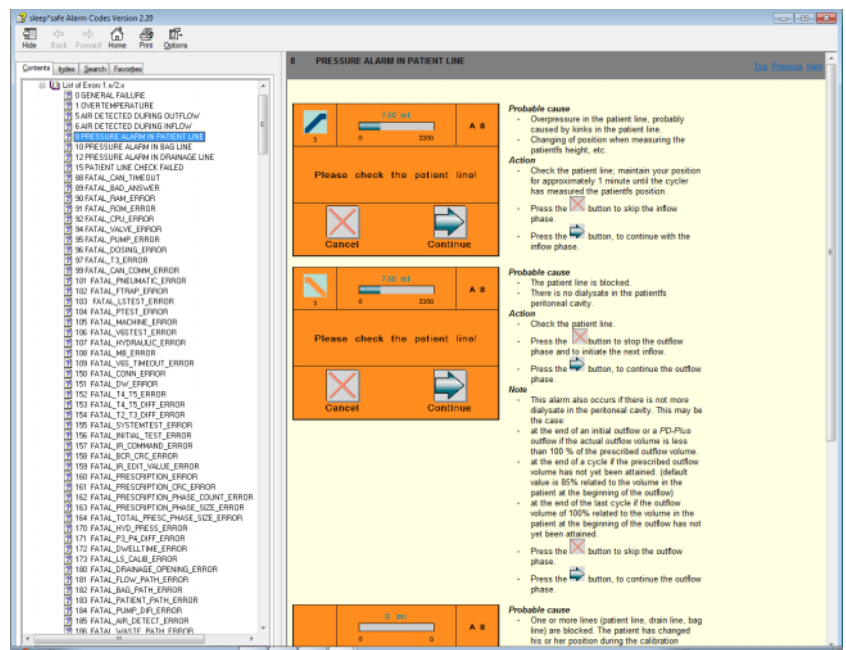 sleep•safe Alarm Codes Version 2.20
Hide Back Forward Home Print Options
Contents Index Search Favorites
List of Errors 1.x/2.x
0 GENERAL FAILURE
1 OVERTEMPERATURE
5 AIR DETECTED DURING OUTFLOW
6 AIR DETECTED DURING INFLOW
8 PRESSURE ALARM IN PATIENT LINE
10 PRESSURE ALARM IN BAG LINE
12 PRESSURE ALARM IN DRAINAGE LINE
15 PATIENT LINE CHECK FAILED
88 FATAL_CAN_TIMEOUT
89 FATAL_BAD_ANSWER
90 FATAL_RAM_ERROR
91 FATAL_ROM_ERROR
92 FATAL_CPU_ERROR
94 FATAL_VALVE_ERROR
95 FATAL_PUMP_ERROR
96 FATAL_DOSING_ERROR
97 FATAL_T3_ERROR
99 FATAL_CAN_COMM_ERROR
101 FATAL_PNEUMATIC_ERROR
102 FATAL_FTRAP_ERROR
103 FATAL_LSTEST_ERROR
104 FATAL_PTEST_ERROR
105 FATAL_MACHINE_ERROR
106 FATAL_VGSTEST_ERROR
107 FATAL_HYDRAULIC_ERROR
108 FATAL_MB_ERROR
109 FATAL_VGS_TIMEOUT_ERROR
150 FATAL_CONN_ERROR
151 FATAL_DW_ERROR
152 FATAL_T4_T5_ERROR
153 FATAL_T4_T5_DIFF_ERROR
154 FATAL_T2_T3_DIFF_ERROR
155 FATAL_SYSTEMTEST_ERROR
156 FATAL_INITIAL_TEST_ERROR
157 FATAL_IR_COMMAND_ERROR
158 FATAL_BCR_CRC_ERROR
159 FATAL_IR_EDIT_VALUE_ERROR
160 FATAL_PRESCRIPTION_ERROR
161 FATAL_PRESCRIPTION_CRC_ERROR
162 FATAL_PRESCRIPTION_PHASE_COUNT_ERROR
163 FATAL_PRESCRIPTION_PHASE_SIZE_ERROR
164 FATAL_TOTAL_PRESC_PHASE_SIZE_ERROR
170 FATAL_HYD_PRESS_ERROR
171 FATAL_P3_P4_DIFF_ERROR
172 FATAL_DWELLTIME_ERROR
173 FATAL_LS_CALIB_ERROR
180 FATAL_DRAINAGE_OPENING_ERROR
181 FATAL_FLOW_PATH_ERROR
182 FATAL_BAG_PATH_ERROR
183 FATAL_PATIENT_PATH_ERROR
184 FATAL_PUMP_DIR_ERROR
185 FATAL_AIR_DETECT_ERROR
186 FATAL_WASTE_PATH_ERROR
8 PRESSURE ALARM IN PATIENT LINE
Top Previous Next
730 ml
A 8
3 0 2300
Please check the patient line!
Cancel Continue
Probable cause
- Overpressure in the patient line, probably
caused by kinks in the patient line.
- Changing of position when measuring the
patientfs height, etc.
Action
- Check the patient line; maintain your position
for approximately 1 minute until the cycler
has measured the patientfs position.
- Press the button to skip the inflow
phase.
- Press the button, to continue with the
inflow phase.
730 ml
A 8
3 0 2300
Please check the patient line!
Cancel Continue
Probable cause
- The patient line is blocked.
- There is no dialysate in the patientfs
peritoneal cavity.
Action
- Check the patient line.
- Press the button to stop the outflow
phase and to initiate the next inflow.
- Press the button, to continue the outflow
phase.
Note
- This alarm also occurs if there is not more
dialysate in the peritoneal cavity. This may be
the case:
- at the end of an initial outflow or a PD-Plus
outflow if the actual outflow volume is less
than 100 % of the prescribed outflow volume.
- at the end of a cycle if the prescribed outflow
volume has not yet been attained. (default
value is 85% related to the volume in the
patient at the beginning of the outflow)
- at the end of the last cycle if the outflow
volume of 100% related to the volume in the
patient at the beginning of the outflow has not
yet been attained.
- Press the button to skip the outflow
phase.
- Press the button, to continue the outflow
phase.
0 ml
A 8
0 0
Probable cause
- One or more lines (patient line, drain line, bag
line) are blocked. The patient has changed
his or her position during the calibration